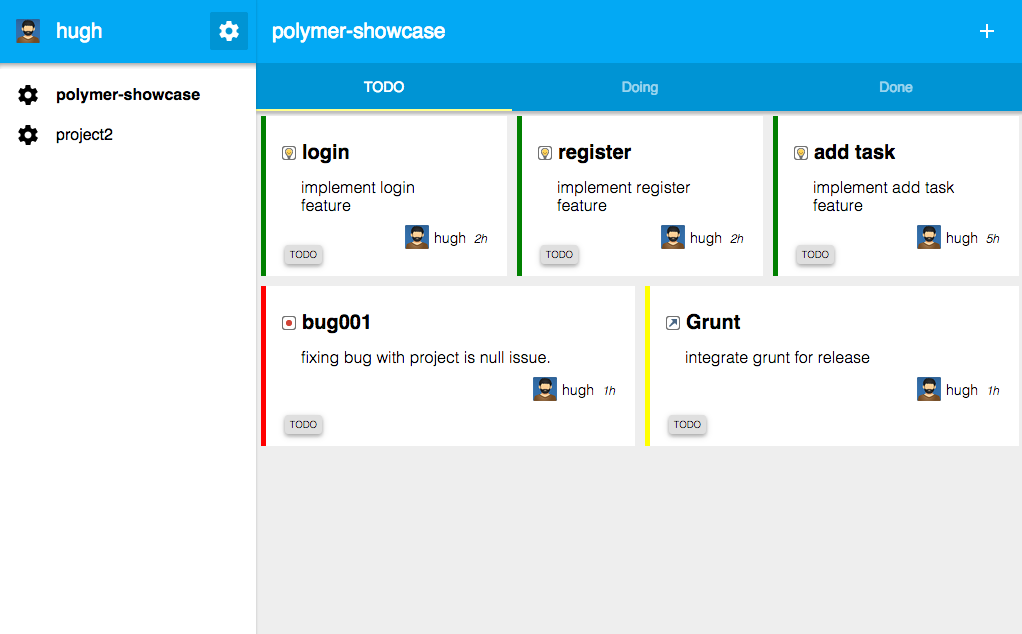 hugh
polymer-showcase
project2
polymer-showcase
TODO
Doing
Done
login
implement login
feature
hugh 2h
TODO
register
implement register
feature
hugh 2h
TODO
add task
implement add task
feature
hugh 5h
TODO
bug001
fixing bug with project is null issue.
hugh 1h
TODO
Grunt
integrate grunt for release
hugh 1h
TODO